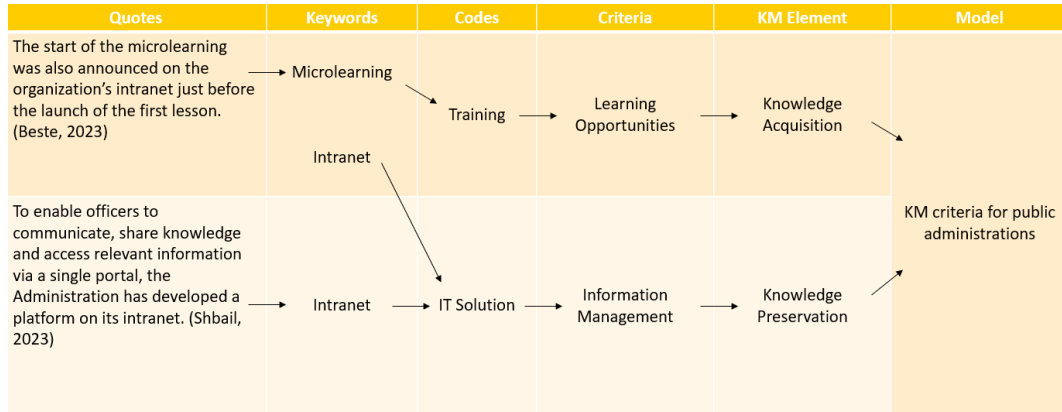 Quotes Keywords Codes Criteria KM Element Model
The start of the microlearning
was also announced on the
organization's intranet just before
the launch of the first lesson.
(Beste, 2023)
Microlearning
Training
Learning
Opportunities
Knowledge
Acquisition
Intranet
KM criteria for public
administrations
To enable officers to
communicate, share knowledge
and access relevant information
via a single portal, the
Administration has developed a
platform on its intranet. (Shbail,
2023)
Intranet
IT Solution
Information
Management
Knowledge
Preservation